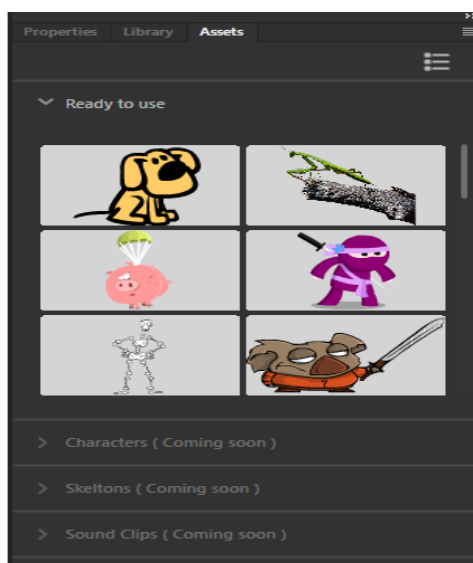 Properties Library Assets
Ready to use
Characters ( Coming soon )
Skeltons ( Coming soon )
Sound Clips ( Coming soon )